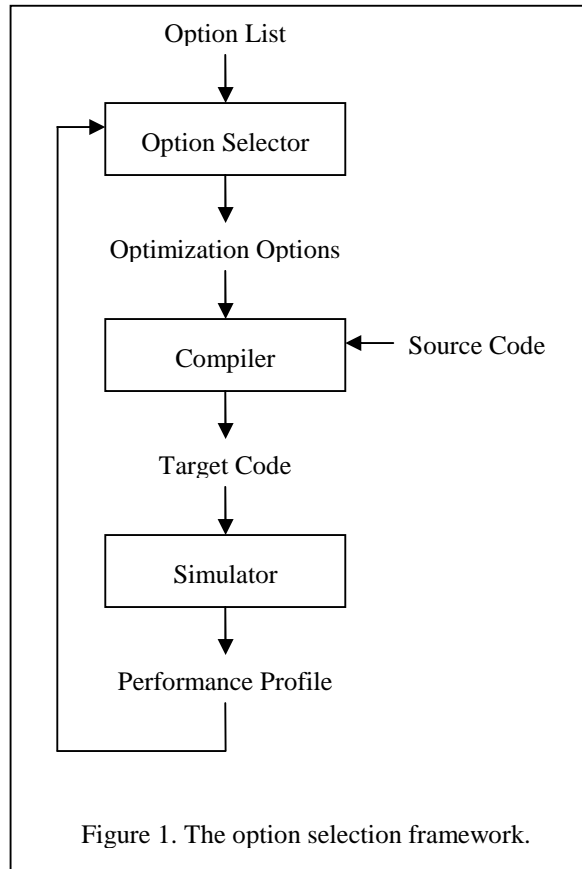 Option List
Option Selector
Optimization Options
Compiler
Source Code
Target Code
Simulator
Performance Profile
Figure 1. The option selection framework.